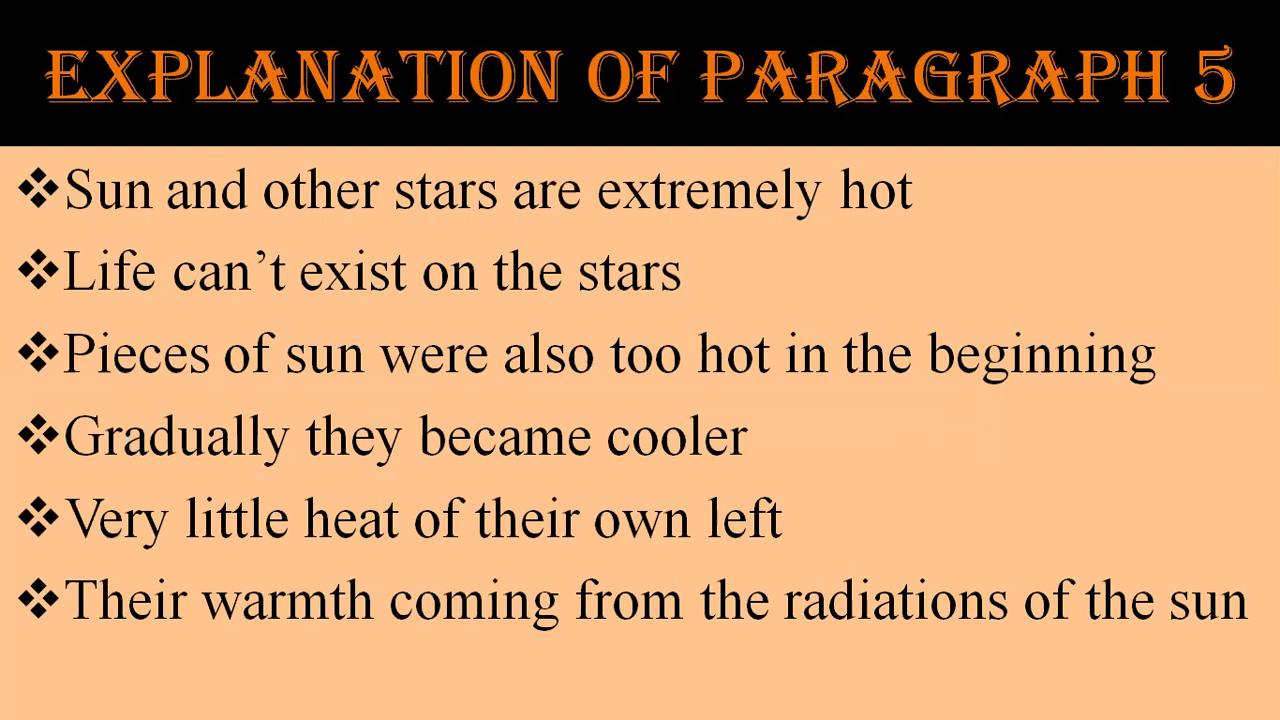 EXPLANATION OF PARAGRAPH 5
❖Sun and other stars are extremely hot
❖Life can’t exist on the stars
❖Pieces of sun were also too hot in the beginning
❖Gradually they became cooler
❖Very little heat of their own left
❖Their warmth coming from the radiations of the sun